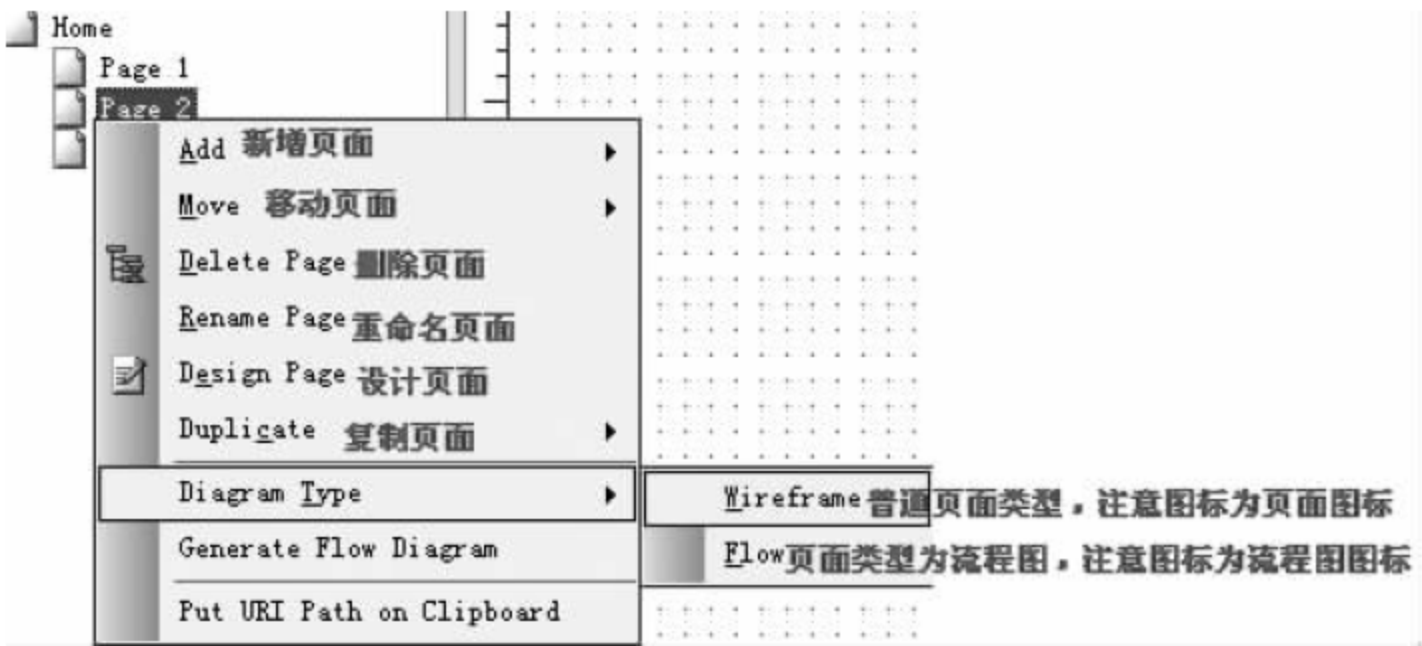 Home
Page 1
Page 2
Add 新增页面
Move 移动页面
Delete Page 删除页面
Rename Page 重命名页面
Design Page 设计页面
Duplicate 复制页面
Diagram Type
Wireframe 普通页面类型，注意图标为页面图标
Generate Flow Diagram
Flow 页面类型为流程图，注意图标为流程图图标
Put URI Path on Clipboard